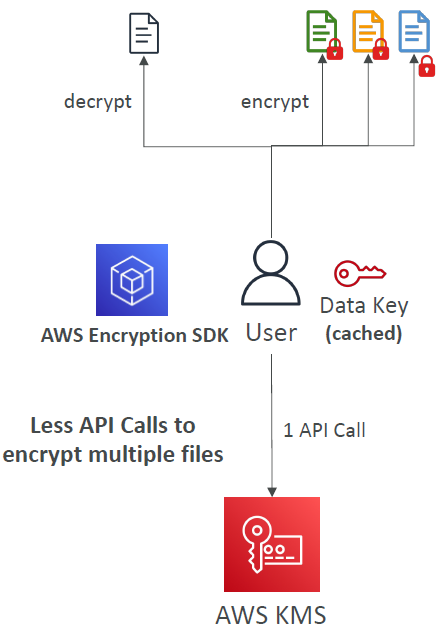 decrypt
encrypt
AWS Encryption SDK
User
Data Key
(cached)
Less API Calls to
encrypt multiple files
1 API Call
AWS KMS